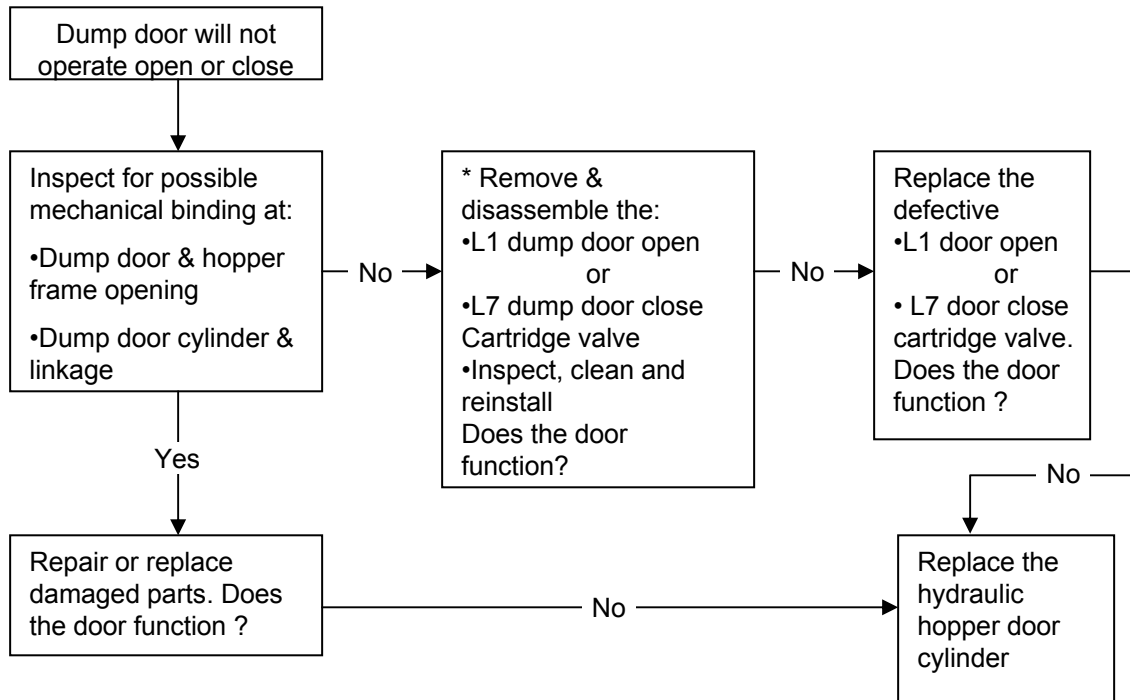 Dump door will not
operate open or close
Inspect for possible
mechanical binding at:
•Dump door & hopper
frame opening
•Dump door cylinder &
linkage
No
* Remove &
disassemble the:
•L1 dump door open
or
•L7 dump door close
Cartridge valve
•Inspect, clean and
reinstall
Does the door
function?
No
Replace the
defective
•L1 door open
or
• L7 door close
cartridge valve.
Does the door
function ?
Yes
No
Repair or replace
damaged parts. Does
the door function ?
No
Replace the
hydraulic
hopper door
cylinder